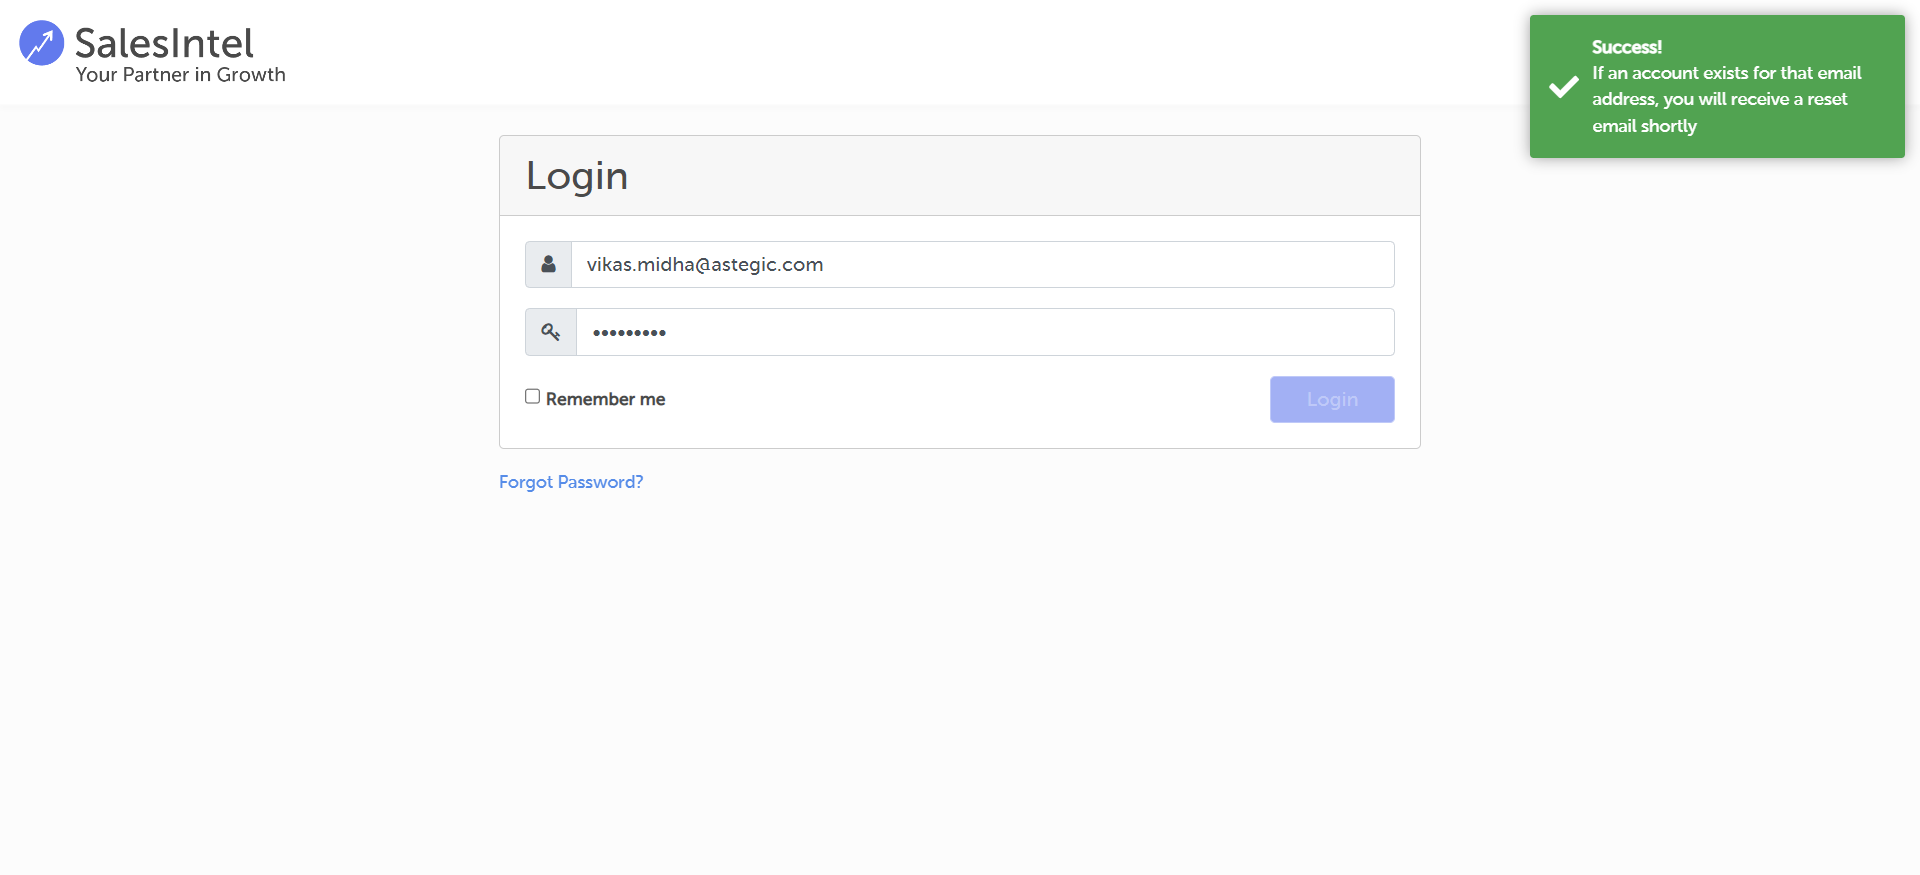 SalesIntel
Your Partner in Growth
Success!
If an account exists for that email
address, you will receive a reset
email shortly
Login
vikas.midha@astegic.com
•••••••••
Remember me
Login
Forgot Password?